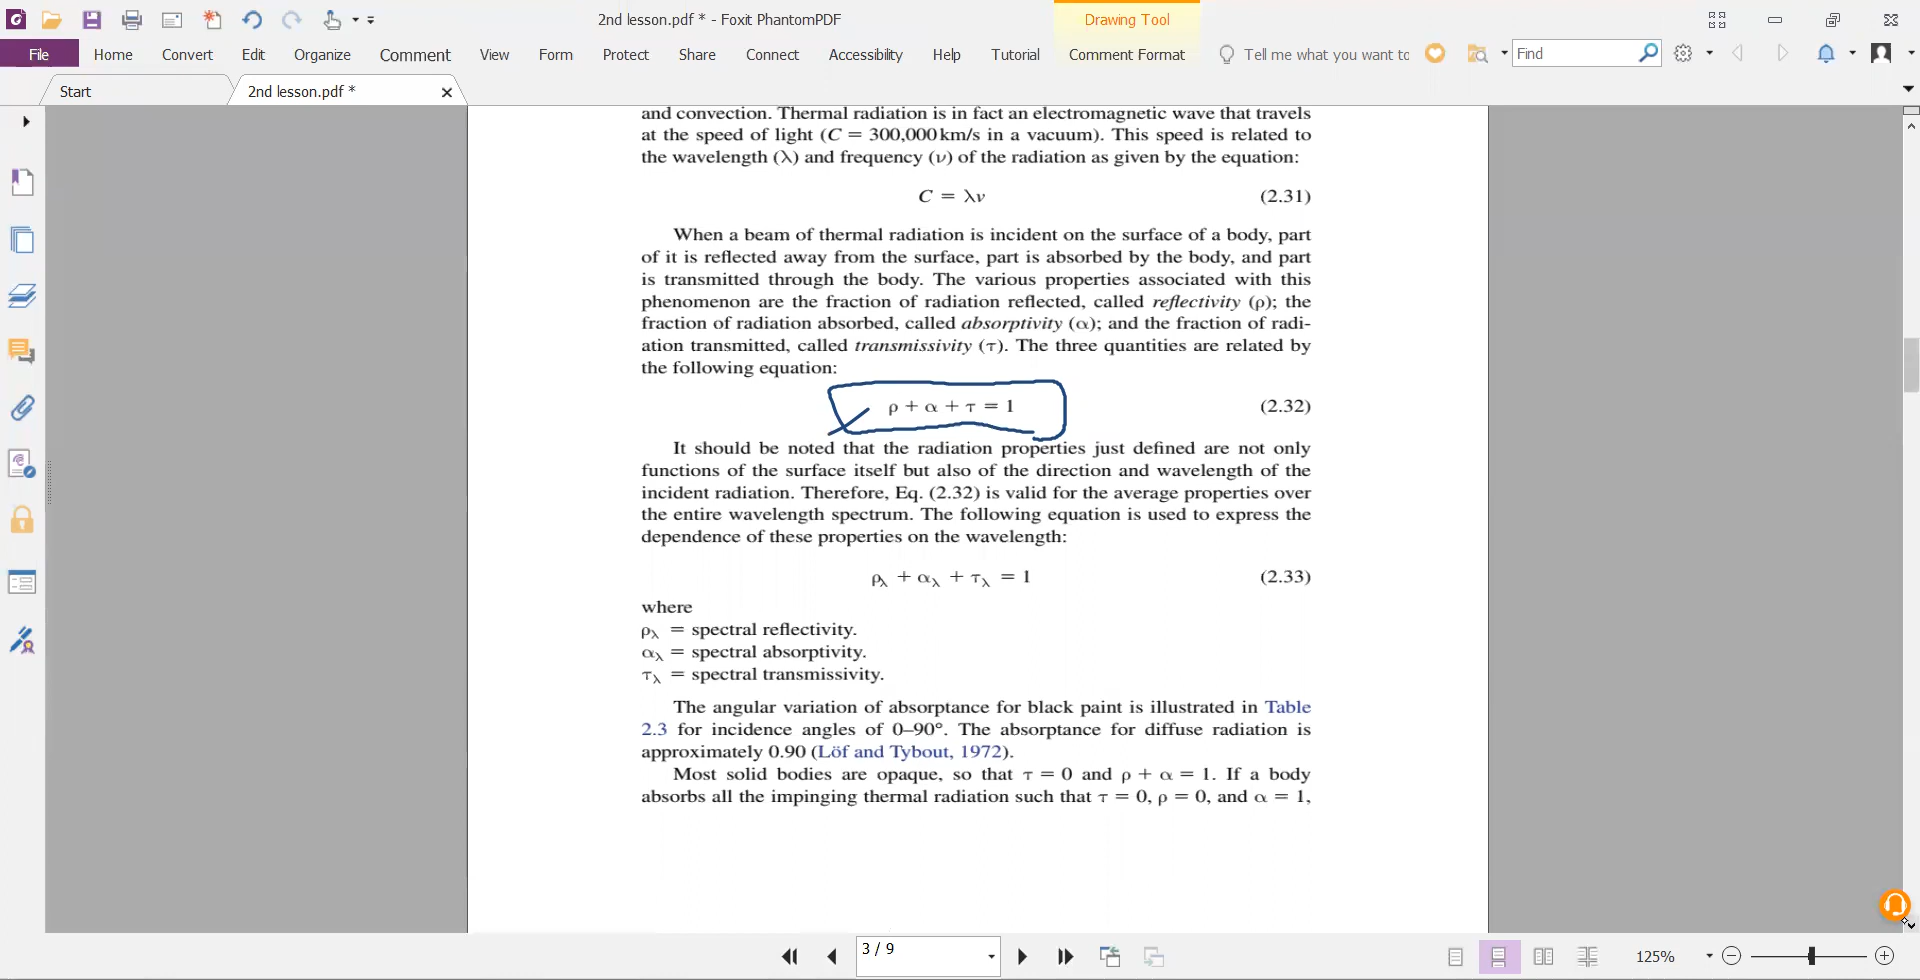 2nd lesson.pdf * - Foxit PhantomPDF
Drawing Tool
File Home Convert Edit Organize Comment View Form Protect Share Connect Accessibility Help Tutorial Comment Format Tell me what you want to Find
Start 2nd lesson.pdf *
and convection. Thermal radiation is in fact an electromagnetic wave that travels
at the speed of light (C = 300,000 km/s in a vacuum). This speed is related to
the wavelength (λ) and frequency (ν) of the radiation as given by the equation:
C = λν (2.31)
When a beam of thermal radiation is incident on the surface of a body, part
of it is reflected away from the surface, part is absorbed by the body, and part
is transmitted through the body. The various properties associated with this
phenomenon are the fraction of radiation reflected, called reflectivity (ρ); the
fraction of radiation absorbed, called absorptivity (α); and the fraction of radi-
ation transmitted, called transmissivity (τ). The three quantities are related by
the following equation:
ρ + α + τ = 1 (2.32)
It should be noted that the radiation properties just defined are not only
functions of the surface itself but also of the direction and wavelength of the
incident radiation. Therefore, Eq. (2.32) is valid for the average properties over
the entire wavelength spectrum. The following equation is used to express the
dependence of these properties on the wavelength:
ρλ + αλ + τλ = 1 (2.33)
where
ρλ = spectral reflectivity.
αλ = spectral absorptivity.
τλ = spectral transmissivity.
The angular variation of absorptance for black paint is illustrated in Table
2.3 for incidence angles of 0–90°. The absorptance for diffuse radiation is
approximately 0.90 (Löf and Tybout, 1972).
Most solid bodies are opaque, so that τ = 0 and ρ + α = 1. If a body
absorbs all the impinging thermal radiation such that τ = 0, ρ = 0, and α = 1,
3 / 9 125%